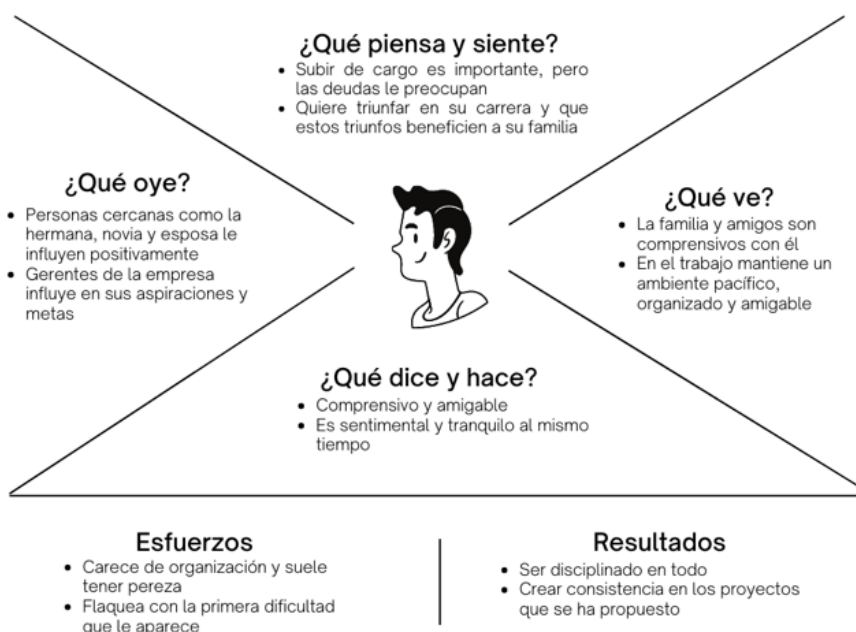 ¿Qué piensa y siente?
• Subir de cargo es importante, pero
las deudas le preocupan
• Quiere triunfar en su carrera y que
estos triunfos beneficien a su familia
¿Qué oye?
• Personas cercanas como la
hermana, novia y esposa le
influyen positivamente
• Gerentes de la empresa
influye en sus aspiraciones y
metas
¿Qué ve?
• La familia y amigos son
comprensivos con él
• En el trabajo mantiene un
ambiente pacífico,
organizado y amigable
¿Qué dice y hace?
• Comprensivo y amigable
• Es sentimental y tranquilo al mismo
tiempo
Esfuerzos
• Carece de organización y suele
tener pereza
• Flaquea con la primera dificultad
que le aparece
Resultados
• Ser disciplinado en todo
• Crear consistencia en los proyectos
que se ha propuesto